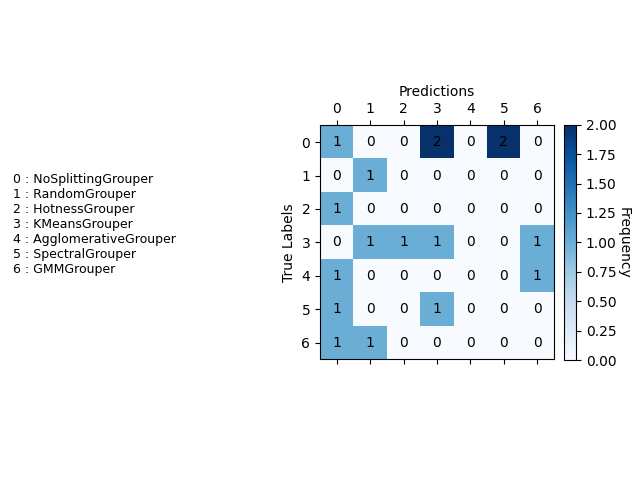 Predictions
0 1 2 3 4 5 6
0 1 0 0 2 0 2 0
1 0 1 0 0 0 0 0
2 1 0 0 0 0 0 0
3 0 1 1 1 0 0 1
4 1 0 0 0 0 0 1
5 1 0 0 1 0 0 0
6 1 1 0 0 0 0 0
True Labels
0 : NoSplittingGrouper
1 : RandomGrouper
2 : HotnessGrouper
3 : KMeansGrouper
4 : AgglomerativeGrouper
5 : SpectralGrouper
6 : GMMGrouper
2.00
1.75
1.50
1.25
1.00
0.75
0.50
0.25
0.00
Frequency